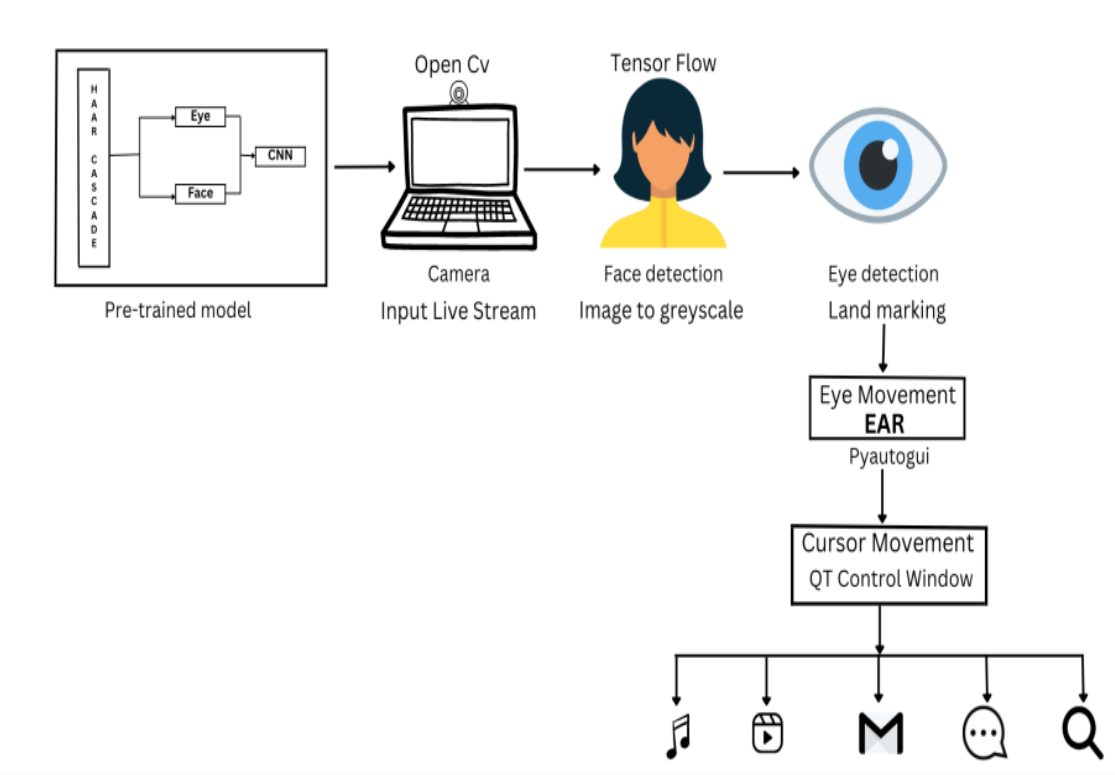 HAAR CASCADE
Eye
Face
CNN
Pre-trained model
Open Cv
Camera
Input Live Stream
Tensor Flow
Face detection
Image to greyscale
Eye detection
Land marking
Eye Movement
EAR
Pyautogui
Cursor Movement
QT Control Window